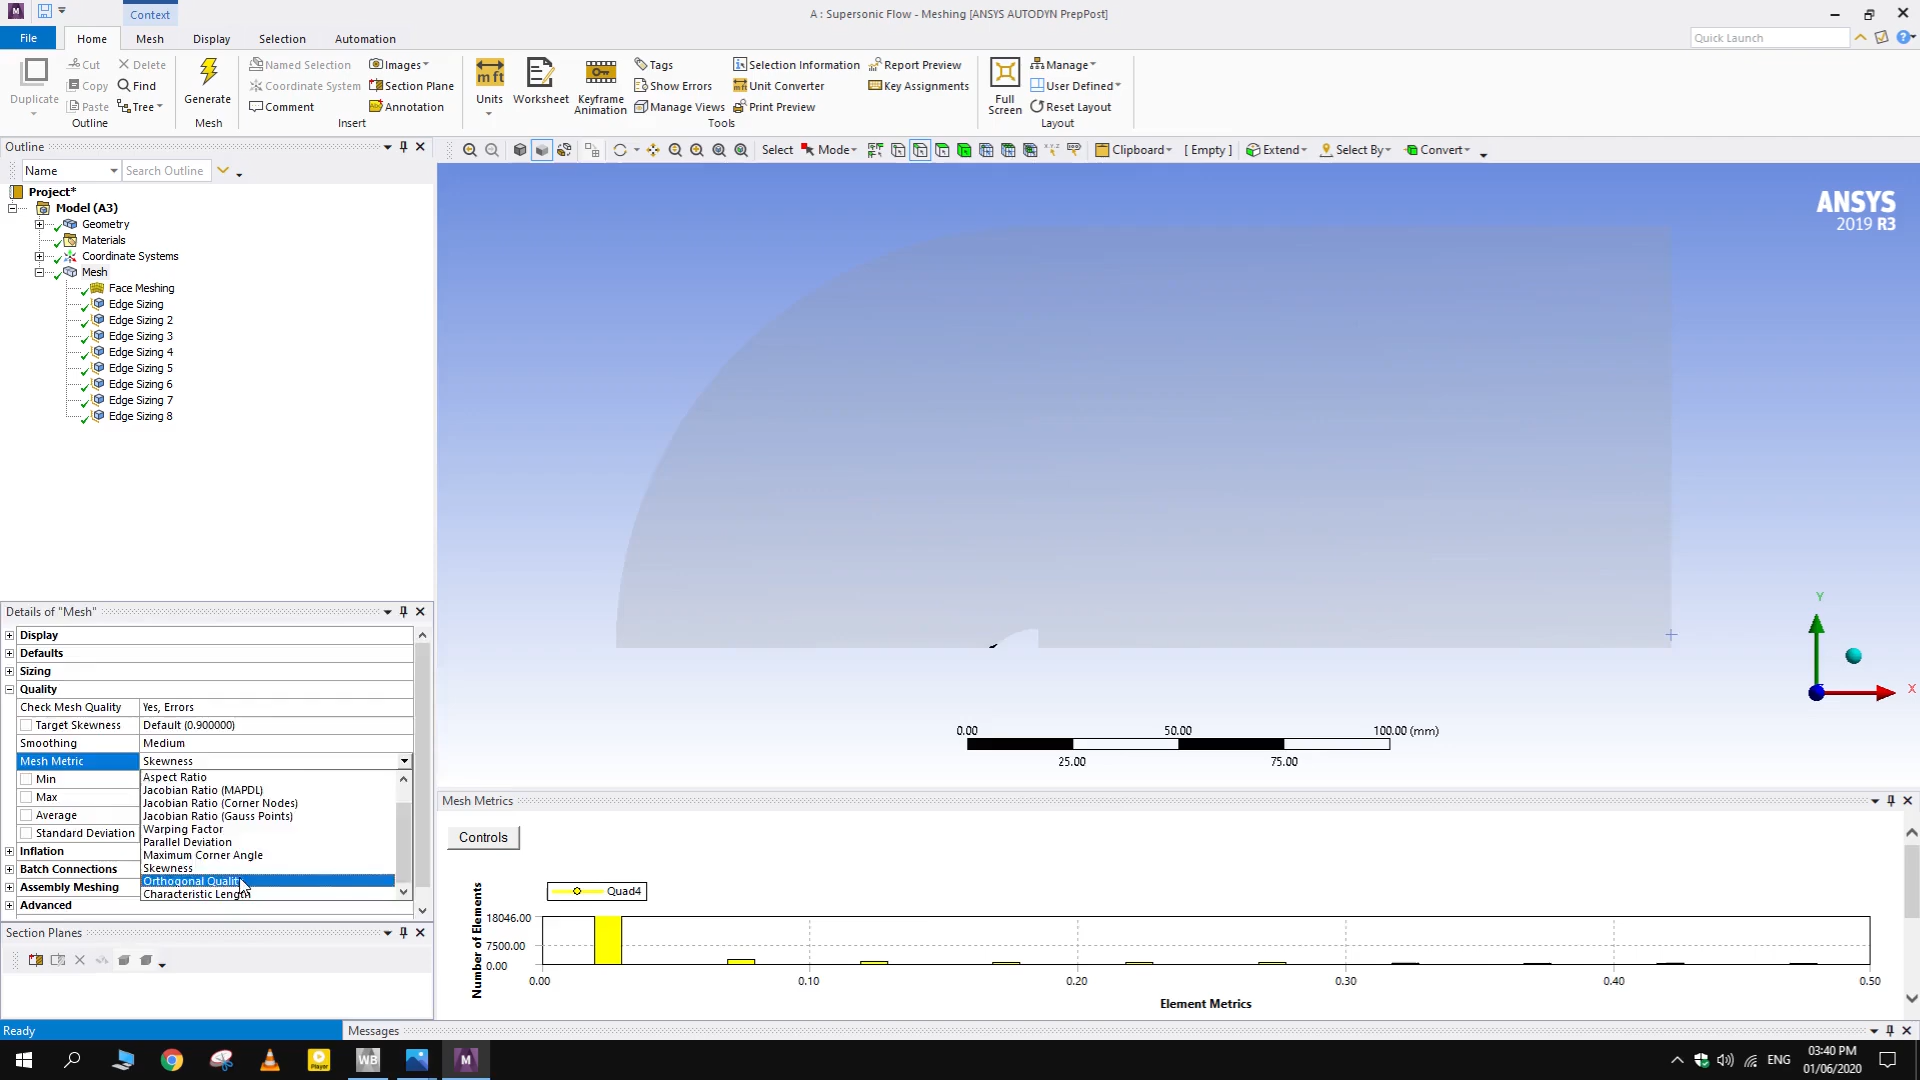 Context
A : Supersonic Flow - Meshing [ANSYS AUTODYN PrepPost]
File Home Mesh Display Selection Automation
Quick Launch
Duplicate
Cut
Copy
Paste
Delete
Find
Tree
Outline
Generate
Mesh
Named Selection
Coordinate System
Comment
Images
Section Plane
Annotation
Insert
Units
Worksheet
Keyframe
Animation
Tags
Show Errors
Manage Views
Selection Information
Unit Converter
Print Preview
Report Preview
Key Assignments
Tools
Full
Screen
Manage
User Defined
Reset Layout
Layout
Outline
Name
Search Outline
Select Mode Clipboard [ Empty ] Extend Select By Convert
Project*
Model (A3)
Geometry
Materials
Coordinate Systems
Mesh
Face Meshing
Edge Sizing
Edge Sizing 2
Edge Sizing 3
Edge Sizing 4
Edge Sizing 5
Edge Sizing 6
Edge Sizing 7
Edge Sizing 8
ANSYS
2019 R3
Y
X
0.00 50.00 100.00 (mm)
25.00 75.00
Details of "Mesh"
Display
Defaults
Sizing
Quality
Check Mesh Quality Yes, Errors
Target Skewness Default (0.900000)
Smoothing Medium
Mesh Metric Skewness
Min
Max
Average
Standard Deviation
Aspect Ratio
Jacobian Ratio (MAPDL)
Jacobian Ratio (Corner Nodes)
Jacobian Ratio (Gauss Points)
Warping Factor
Parallel Deviation
Maximum Corner Angle
Skewness
Orthogonal Quality
Characteristic Length
Inflation
Batch Connections
Assembly Meshing
Advanced
Section Planes
Mesh Metrics
Controls
Quad4
Number of Elements
18046.00
7500.00
0.00
0.00 0.10 0.20 0.30 0.40 0.50
Element Metrics
Ready
Messages
WB
Player
M
ENG
03:40 PM
01/06/2020